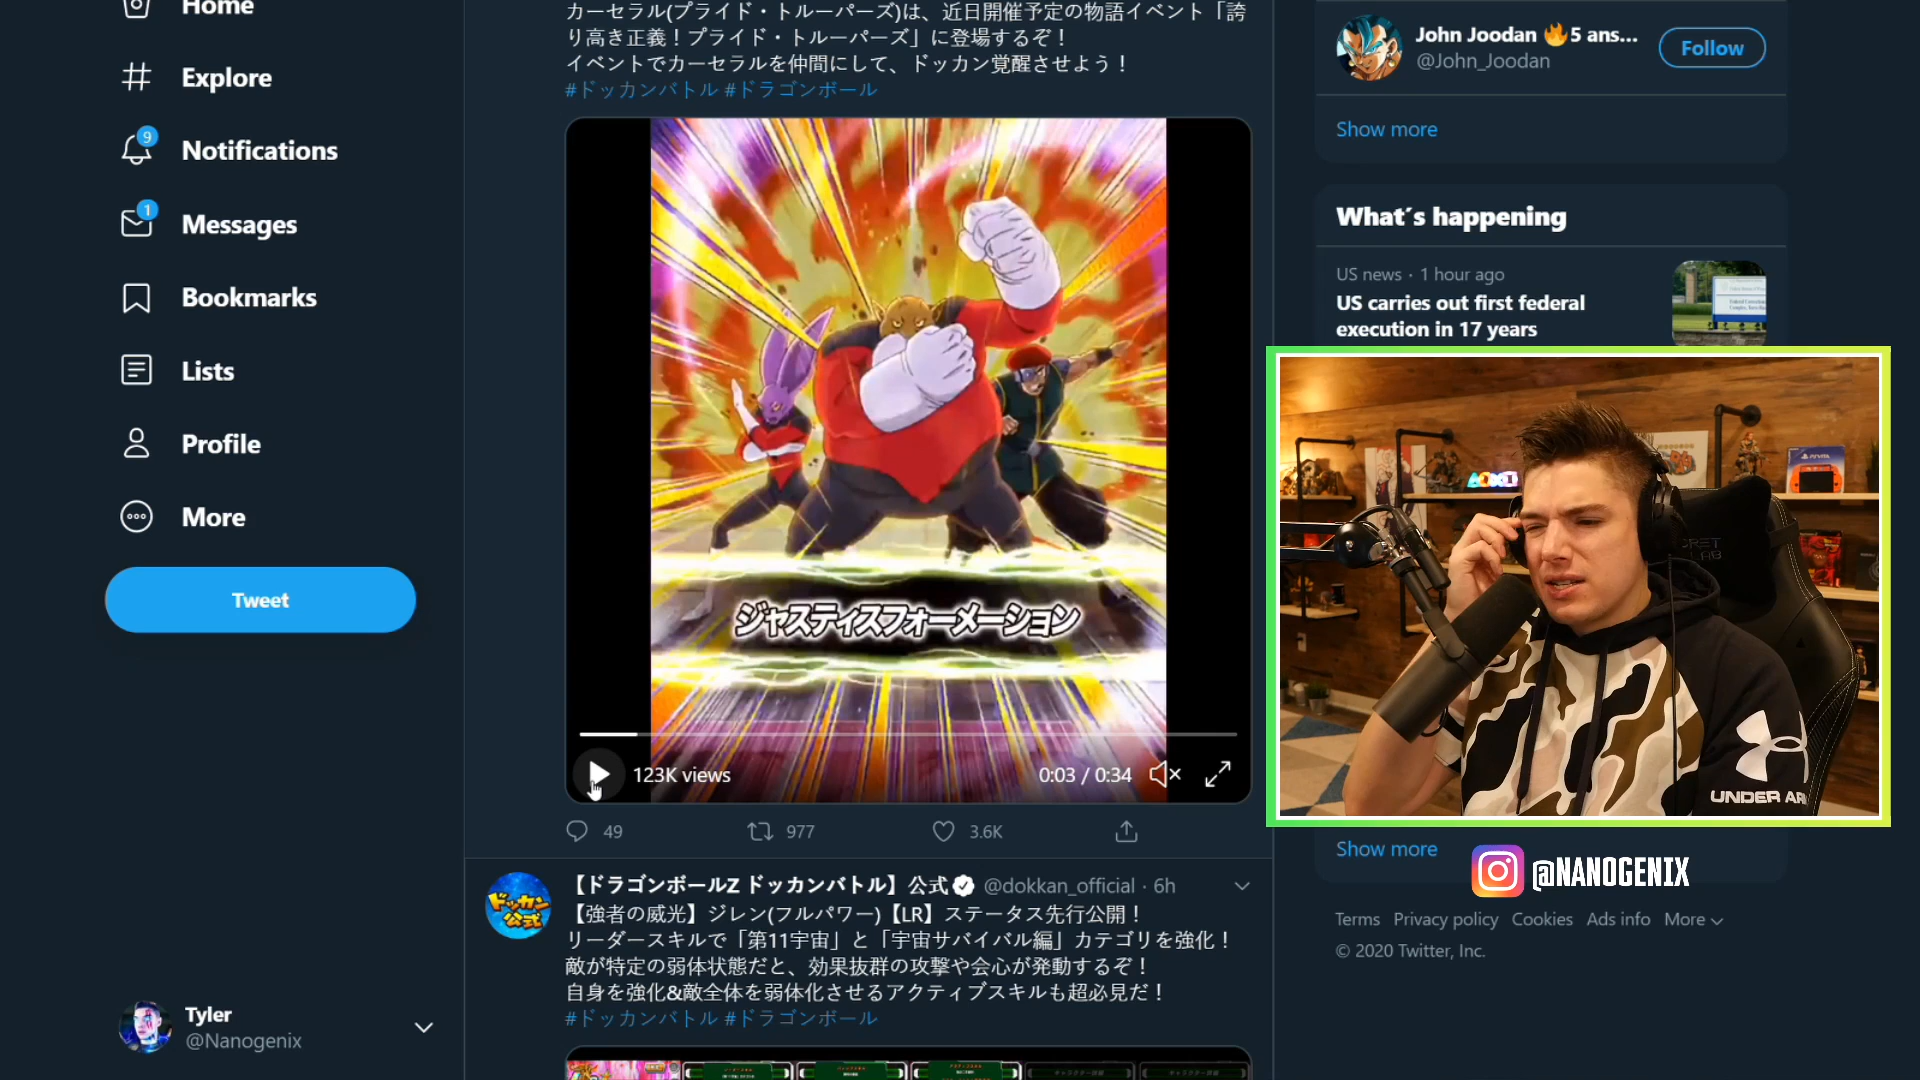 Home
Explore
9
Notifications
1
Messages
Bookmarks
Lists
Profile
More
Tweet
Tyler
@Nanogenix
カーセラル(プライド・トルーパーズ)は、近日開催予定の物語イベント「誇
り高き正義！プライド・トルーパーズ」に登場するぞ！
イベントでカーセラルを仲間にして、ドッカン覚醒させよう！
#ドッカンバトル #ドラゴンボール
ジャスティスフォーメーション
123K views
0:03 / 0:34
49
977
3.6K
【ドラゴンボールZ ドッカンバトル】公式 @dokkan_official · 6h
ドッカン
公式
【強者の威光】ジレン(フルパワー)【LR】ステータス先行公開！
リーダースキルで「第11宇宙」と「宇宙サバイバル編」カテゴリを強化！
敵が特定の弱体状態だと、効果抜群の攻撃や会心が発動するぞ！
自身を強化&敵全体を弱体化させるアクティブスキルも超必見だ！
#ドッカンバトル #ドラゴンボール
John Joodan 🔥5 ans...
@John_Joodan
Follow
Show more
What's happening
US news · 1 hour ago
US carries out first federal
execution in 17 years
UNDER AR
Show more
@NANOGENIX
Terms Privacy policy Cookies Ads info More
© 2020 Twitter, Inc.